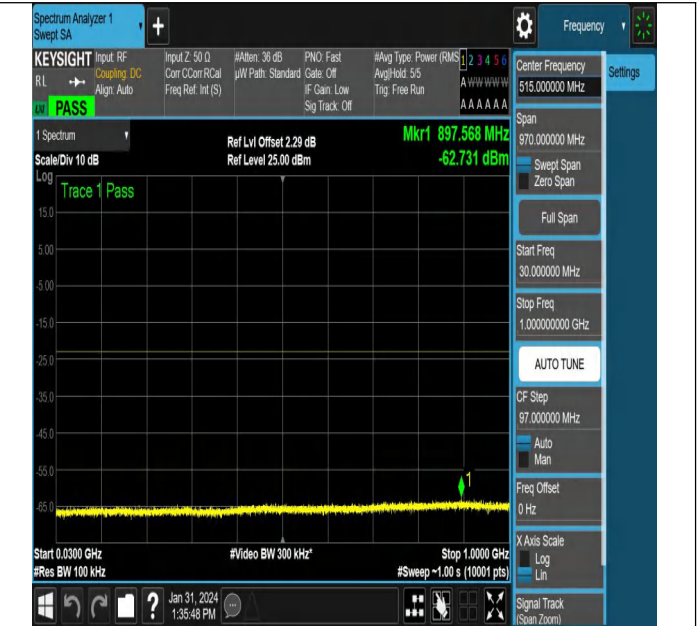 Spectrum Analyzer 1
Swept SA
Frequency
KEYSIGHT
Input: RF
Coupling: DC
Align: Auto
RL
PASS
Input Z: 50 Ω
Corr CCorr RCal
Freq Ref: Int (S)
#Atten: 36 dB
µW Path: Standard
PNO: Fast
Gate: Off
IF Gain: Low
Sig Track: Off
#Avg Type: Power (RMS)
Avg|Hold: 5/5
Trig: Free Run
1 2 3 4 5 6
A W W W W W
A A A A A A
1 Spectrum
Scale/Div 10 dB
Ref Lvl Offset 2.29 dB
Ref Level 25.00 dBm
Mkr1 897.568 MHz
-62.731 dBm
Log
Trace 1 Pass
15.0
5.00
-5.00
-15.0
-25.0
-35.0
-45.0
-55.0
-65.0
1
Start 0.0300 GHz
#Res BW 100 kHz
#Video BW 300 kHz*
Stop 1.0000 GHz
#Sweep ~1.00 s (10001 pts)
Jan 31, 2024
1:35:48 PM
?
Center Frequency
515.000000 MHz
Settings
Span
970.000000 MHz
Swept Span
Zero Span
Full Span
Start Freq
30.000000 MHz
Stop Freq
1.000000000 GHz
AUTO TUNE
CF Step
97.000000 MHz
Auto
Man
Freq Offset
0 Hz
X Axis Scale
Log
Lin
Signal Track
(Span Zoom)